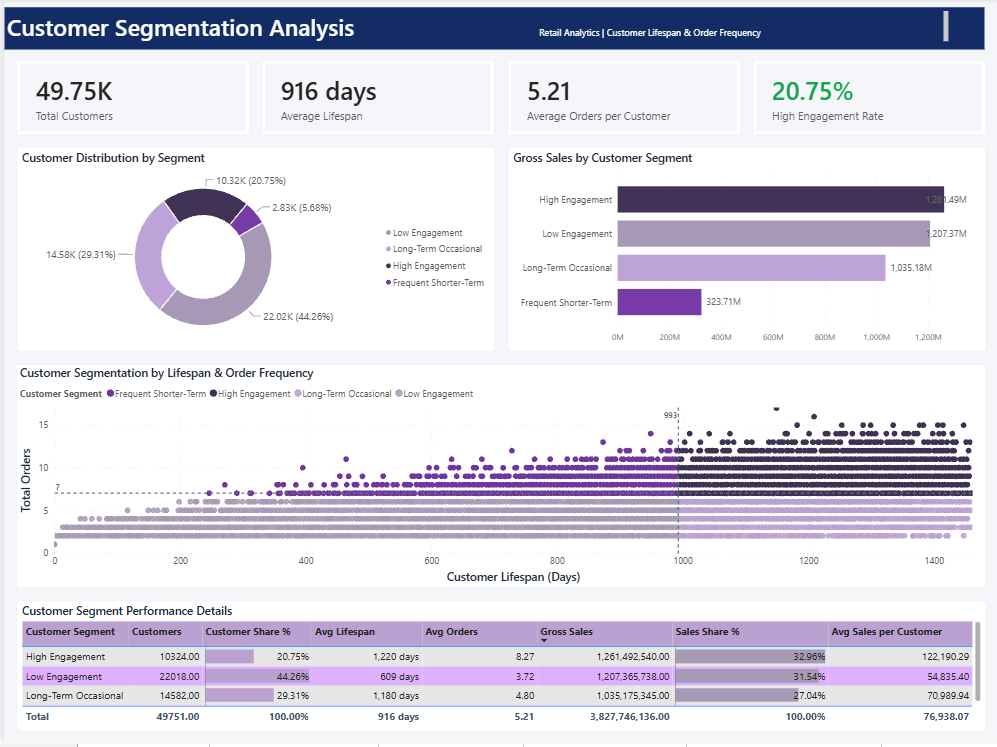 Customer Segmentation Analysis
Retail Analytics | Customer Lifespan & Order Frequency
49.75K
Total Customers
916 days
Average Lifespan
5.21
Average Orders per Customer
20.75%
High Engagement Rate
Customer Distribution by Segment
10.32K (20.75%)
2.83K (5.68%)
14.58K (29.31%)
22.02K (44.26%)
Low Engagement
Long-Term Occasional
High Engagement
Frequent Shorter-Term
Gross Sales by Customer Segment
High Engagement 1,261.49M
Low Engagement 1,207.37M
Long-Term Occasional 1,035.18M
Frequent Shorter-Term 323.71M
0M 200M 400M 600M 800M 1,000M 1,200M
Customer Segmentation by Lifespan & Order Frequency
Customer Segment Frequent Shorter-Term High Engagement Long-Term Occasional Low Engagement
993
15
10
7
5
0
Total Orders
0 200 400 600 800 1000 1200 1400
Customer Lifespan (Days)
Customer Segment Performance Details
Customer Segment Customers Customer Share % Avg Lifespan Avg Orders Gross Sales Sales Share % Avg Sales per Customer
High Engagement 10324.00 20.75% 1,220 days 8.27 1,261,492,540.00 32.96% 122,190.29
Low Engagement 22018.00 44.26% 609 days 3.72 1,207,365,738.00 31.54% 54,835.40
Long-Term Occasional 14582.00 29.31% 1,180 days 4.80 1,035,175,345.00 27.04% 70,989.94
Total 49751.00 100.00% 916 days 5.21 3,827,746,136.00 100.00% 76,938.07